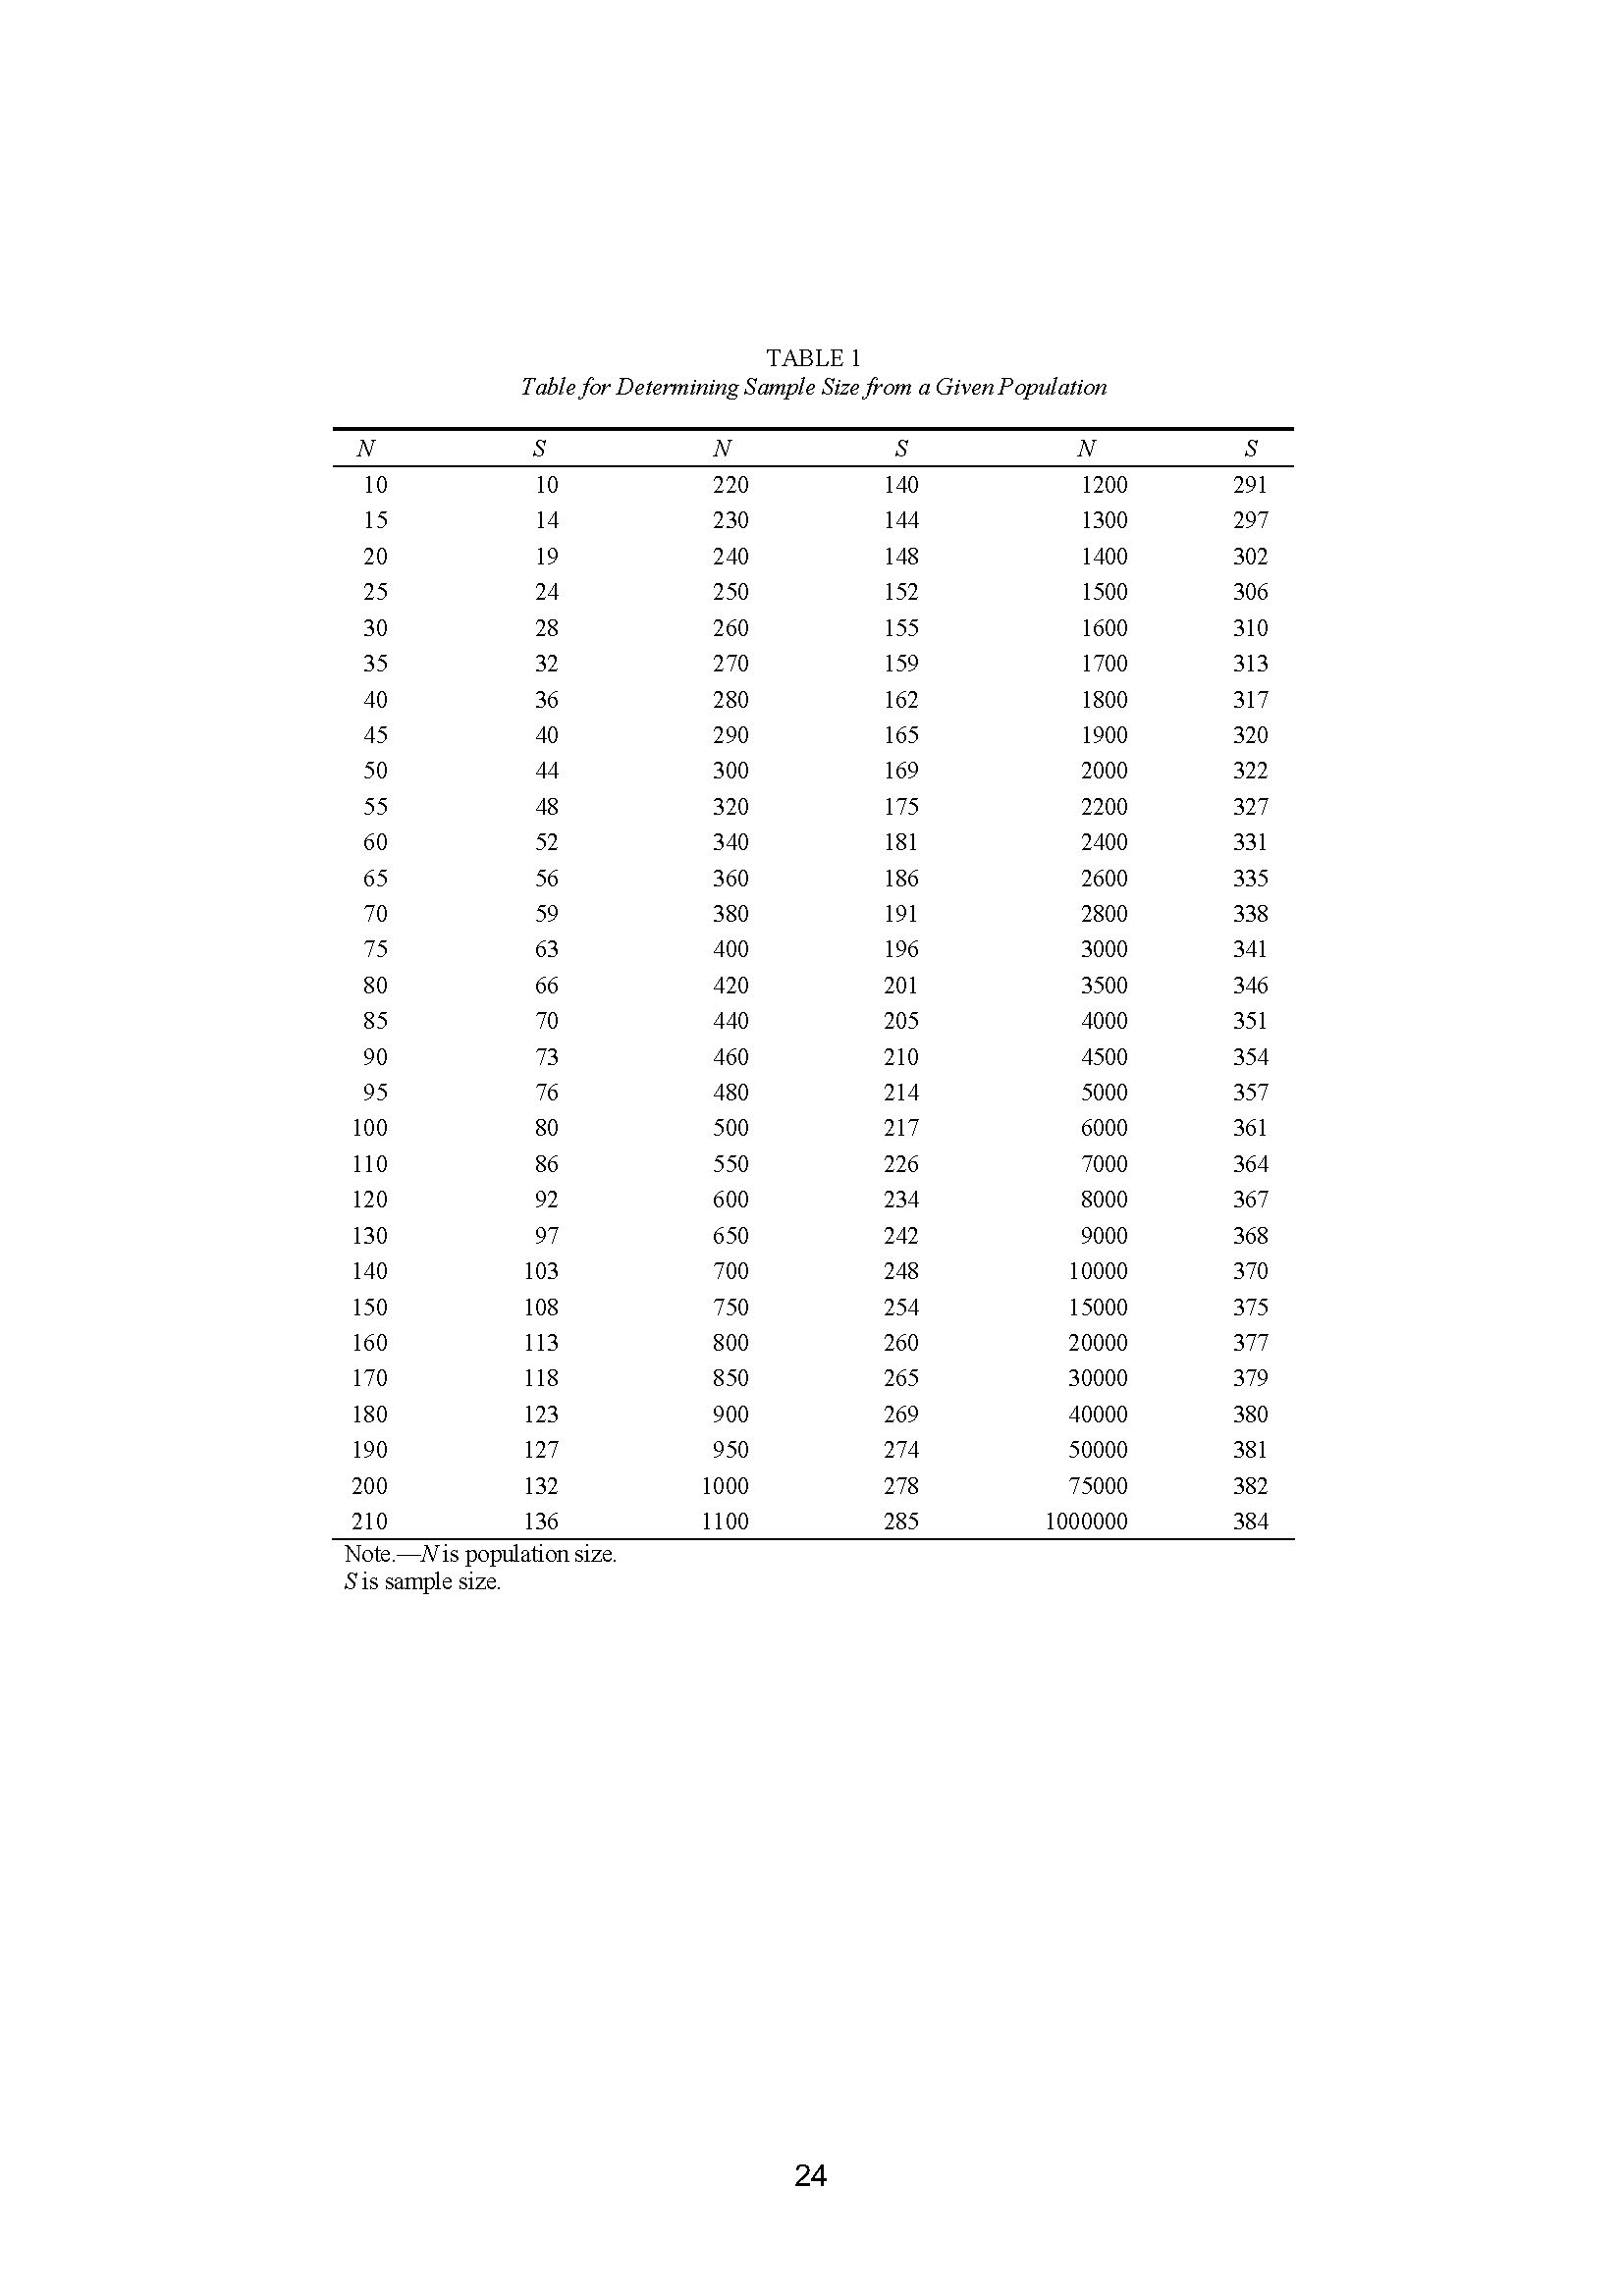 TABLE 1
Table for Determining Sample Size from a Given Population
N S N S N S
10 10 220 140 1200 291
15 14 230 144 1300 297
20 19 240 148 1400 302
25 24 250 152 1500 306
30 28 260 155 1600 310
35 32 270 159 1700 313
40 36 280 162 1800 317
45 40 290 165 1900 320
50 44 300 169 2000 322
55 48 320 175 2200 327
60 52 340 181 2400 331
65 56 360 186 2600 335
70 59 380 191 2800 338
75 63 400 196 3000 341
80 66 420 201 3500 346
85 70 440 205 4000 351
90 73 460 210 4500 354
95 76 480 214 5000 357
100 80 500 217 6000 361
110 86 550 226 7000 364
120 92 600 234 8000 367
130 97 650 242 9000 368
140 103 700 248 10000 370
150 108 750 254 15000 375
160 113 800 260 20000 377
170 118 850 265 30000 379
180 123 900 269 40000 380
190 127 950 274 50000 381
200 132 1000 278 75000 382
210 136 1100 285 1000000 384
Note.—N is population size.
S is sample size.
24